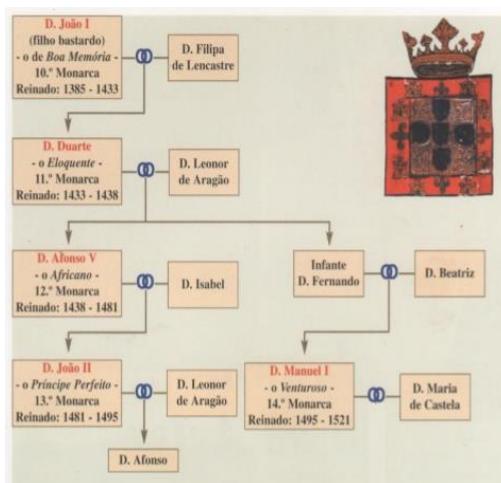 D. João I
(filho bastardo)
- o de Boa Memória -
10.º Monarca
Reinado: 1385 - 1433
D. Filipa
de Lencastre
D. Duarte
- o Eloquente -
11.º Monarca
Reinado: 1433 - 1438
D. Leonor
de Aragão
D. Afonso V
- o Africano -
12.º Monarca
Reinado: 1438 - 1481
D. Isabel
Infante
D. Fernando
D. Beatriz
D. João II
- o Príncipe Perfeito -
13.º Monarca
Reinado: 1481 - 1495
D. Leonor
de Aragão
D. Manuel I
- o Venturoso -
14.º Monarca
Reinado: 1495 - 1521
D. Maria
de Castela
D. Afonso